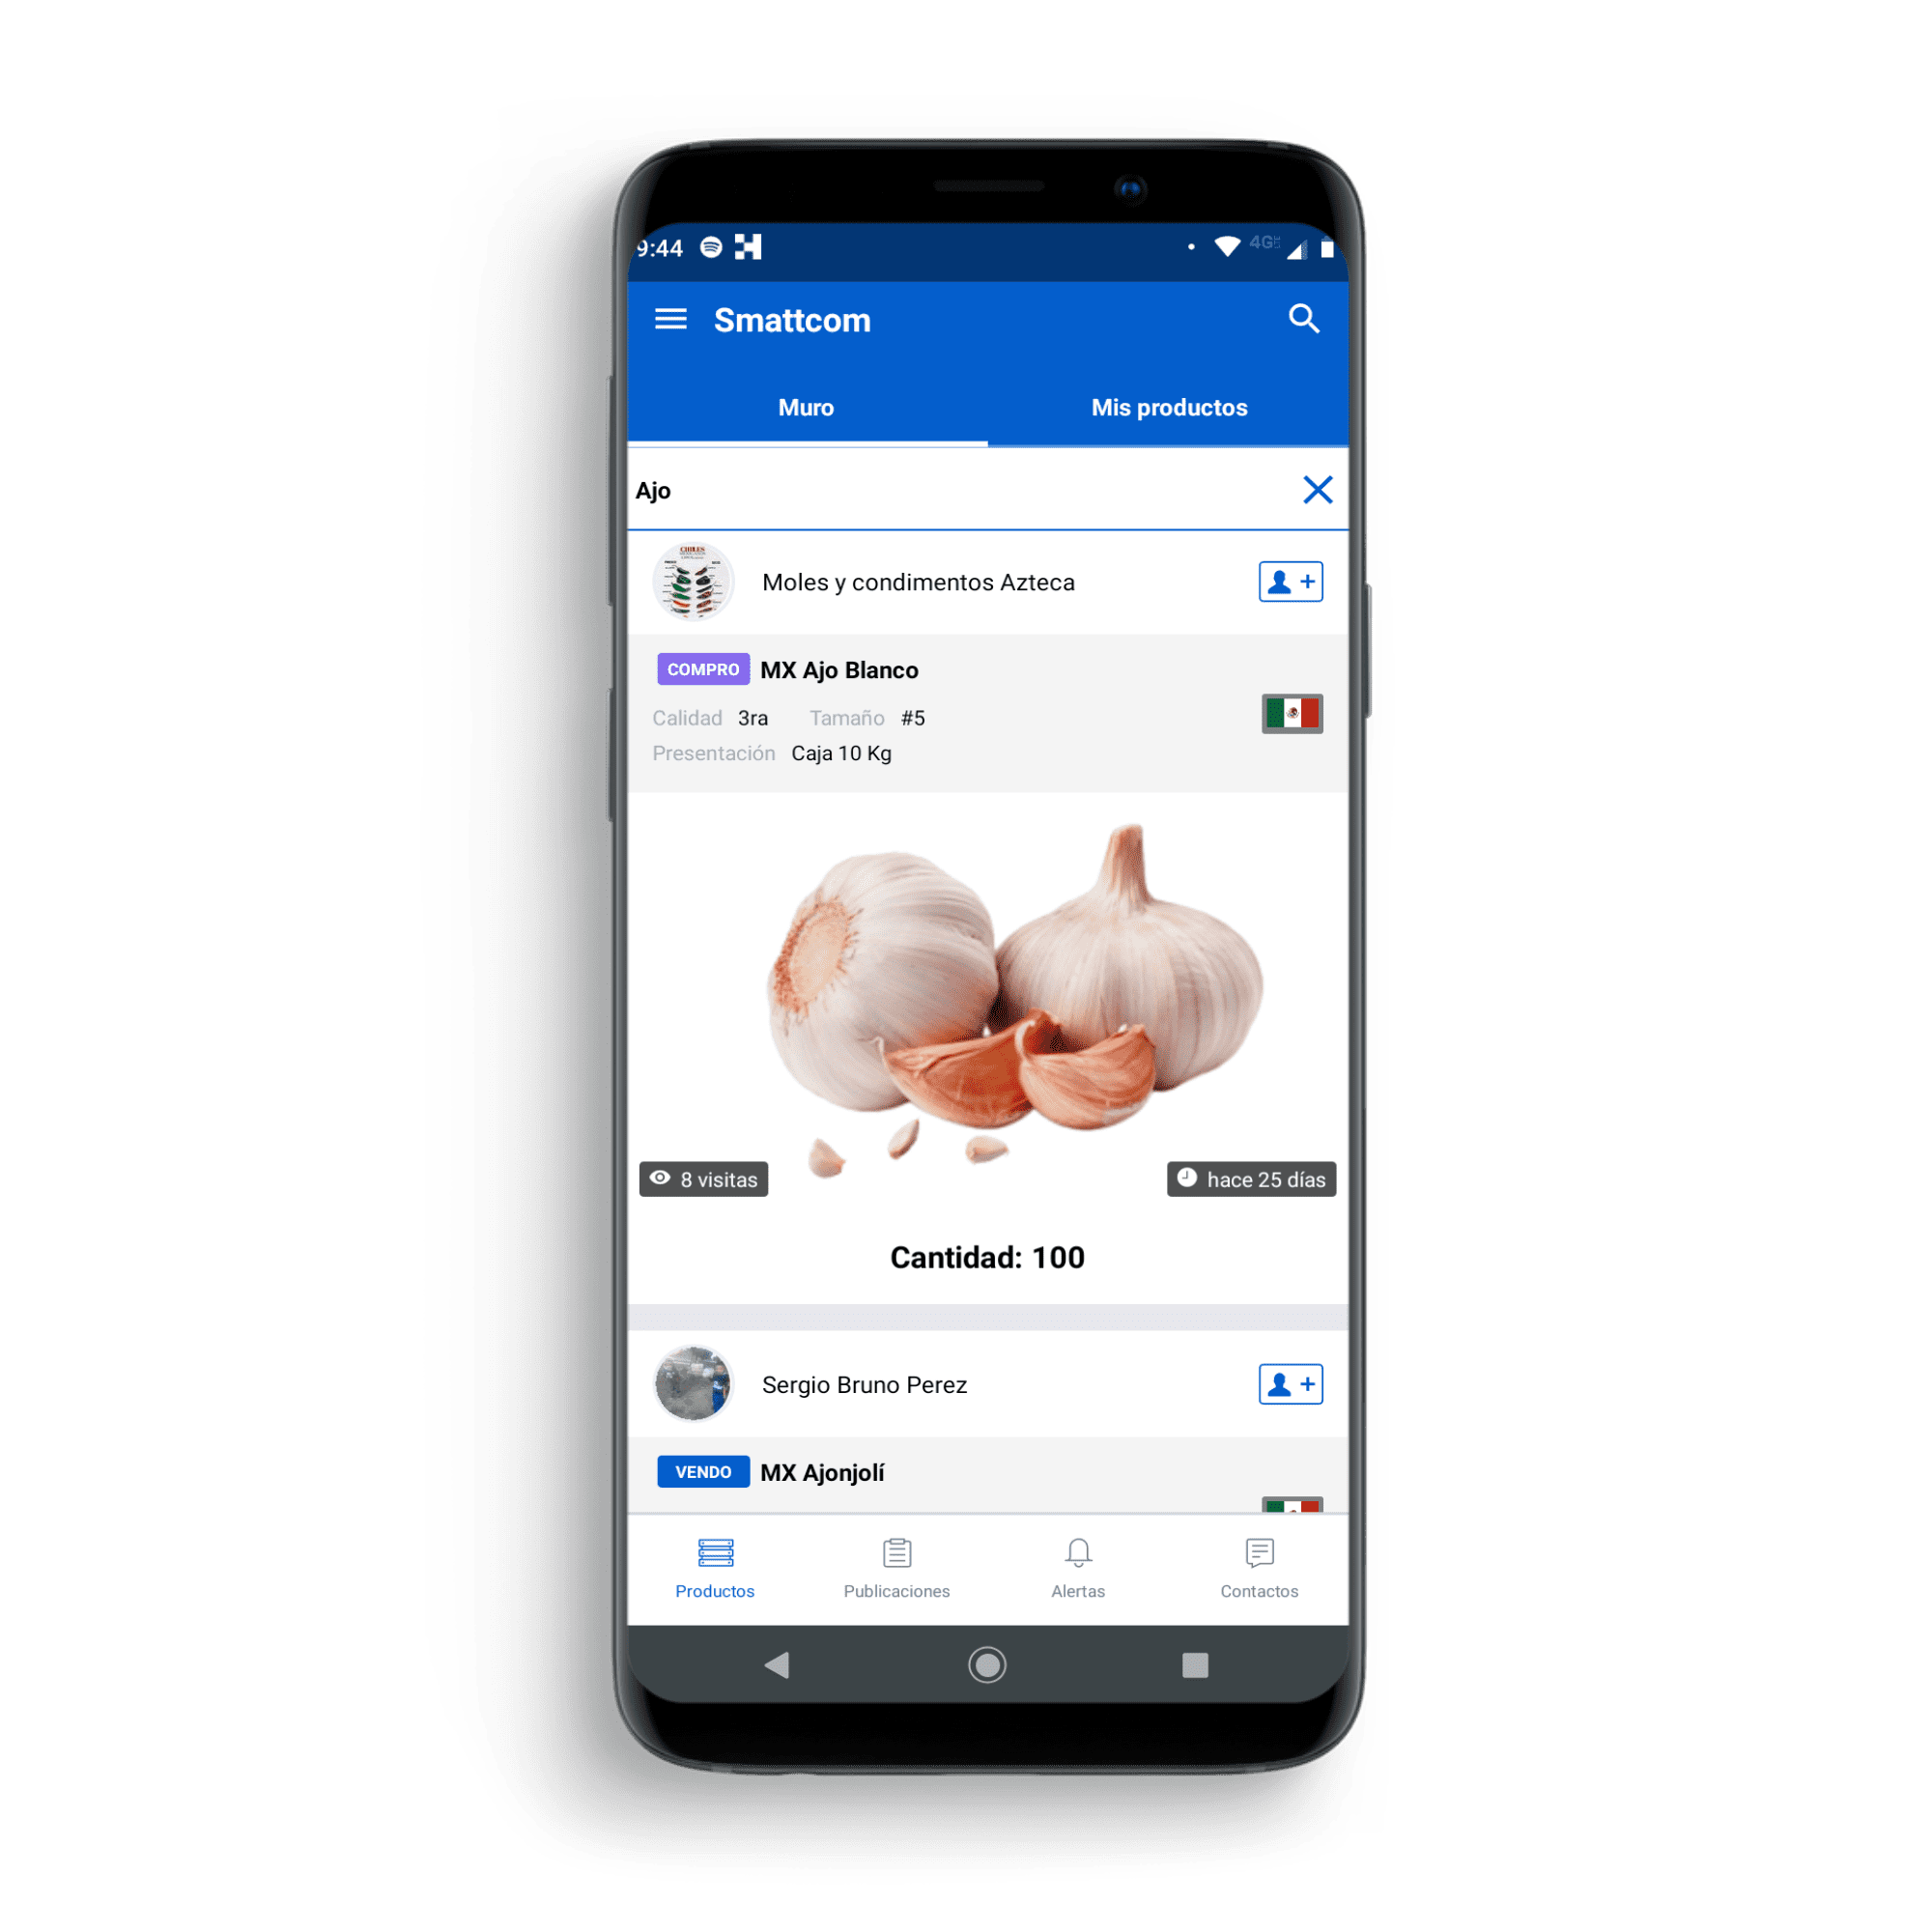 9:44 4G
Smattcom
Muro Mis productos
Ajo
CHILES
Moles y condimentos Azteca
COMPRO MX Ajo Blanco
Calidad 3ra Tamaño #5
Presentación Caja 10 Kg
8 visitas hace 25 días
Cantidad: 100
Sergio Bruno Perez
VENDO MX Ajonjolí
Productos Publicaciones Alertas Contactos